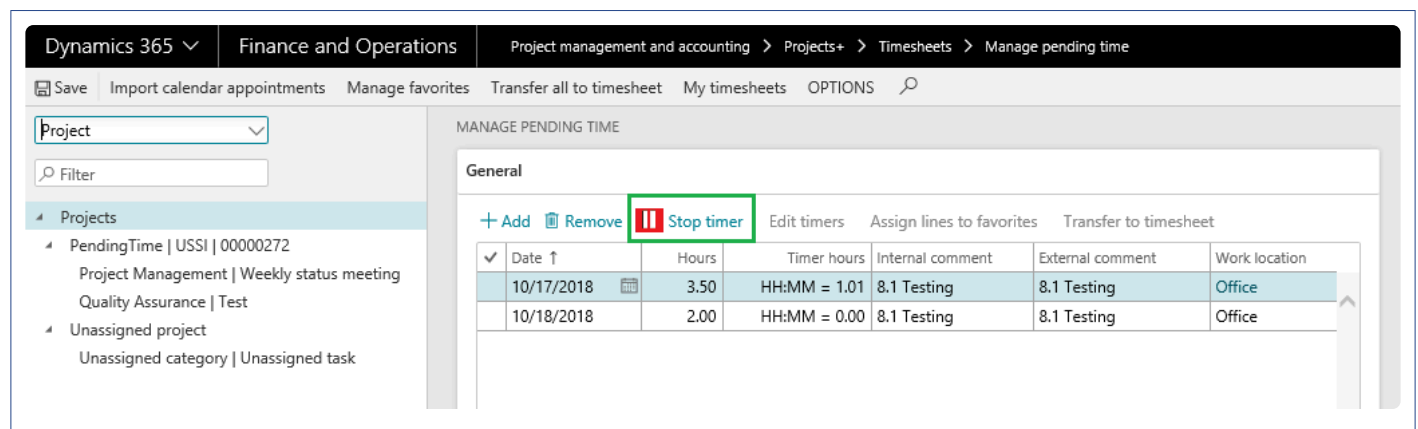 Dynamics 365 Finance and Operations Project management and accounting > Projects+ > Timesheets > Manage pending time
Save Import calendar appointments Manage favorites Transfer all to timesheet My timesheets OPTIONS
Project
Filter
Projects
PendingTime | USSI | 00000272
Project Management | Weekly status meeting
Quality Assurance | Test
Unassigned project
Unassigned category | Unassigned task
MANAGE PENDING TIME
General
+ Add Remove Stop timer Edit timers Assign lines to favorites Transfer to timesheet
✓ Date ↑ Hours Timer hours Internal comment External comment Work location
10/17/2018 3.50 HH:MM = 1.01 8.1 Testing 8.1 Testing Office
10/18/2018 2.00 HH:MM = 0.00 8.1 Testing 8.1 Testing Office